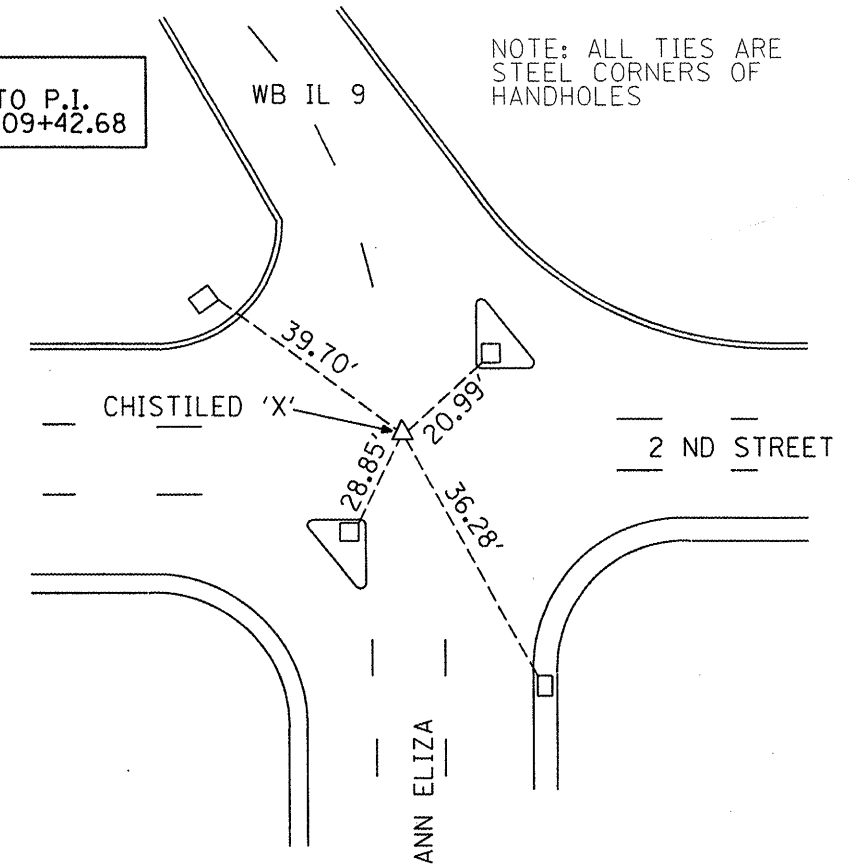 NOTE: ALL TIES ARE
STEEL CORNERS OF
HANDHOLES
WB IL 9
TO P.I.
09+42.68
39.70'
CHISTILED 'X'
20.99'
2 ND STREET
28.85'
36.28'
ANN ELIZA